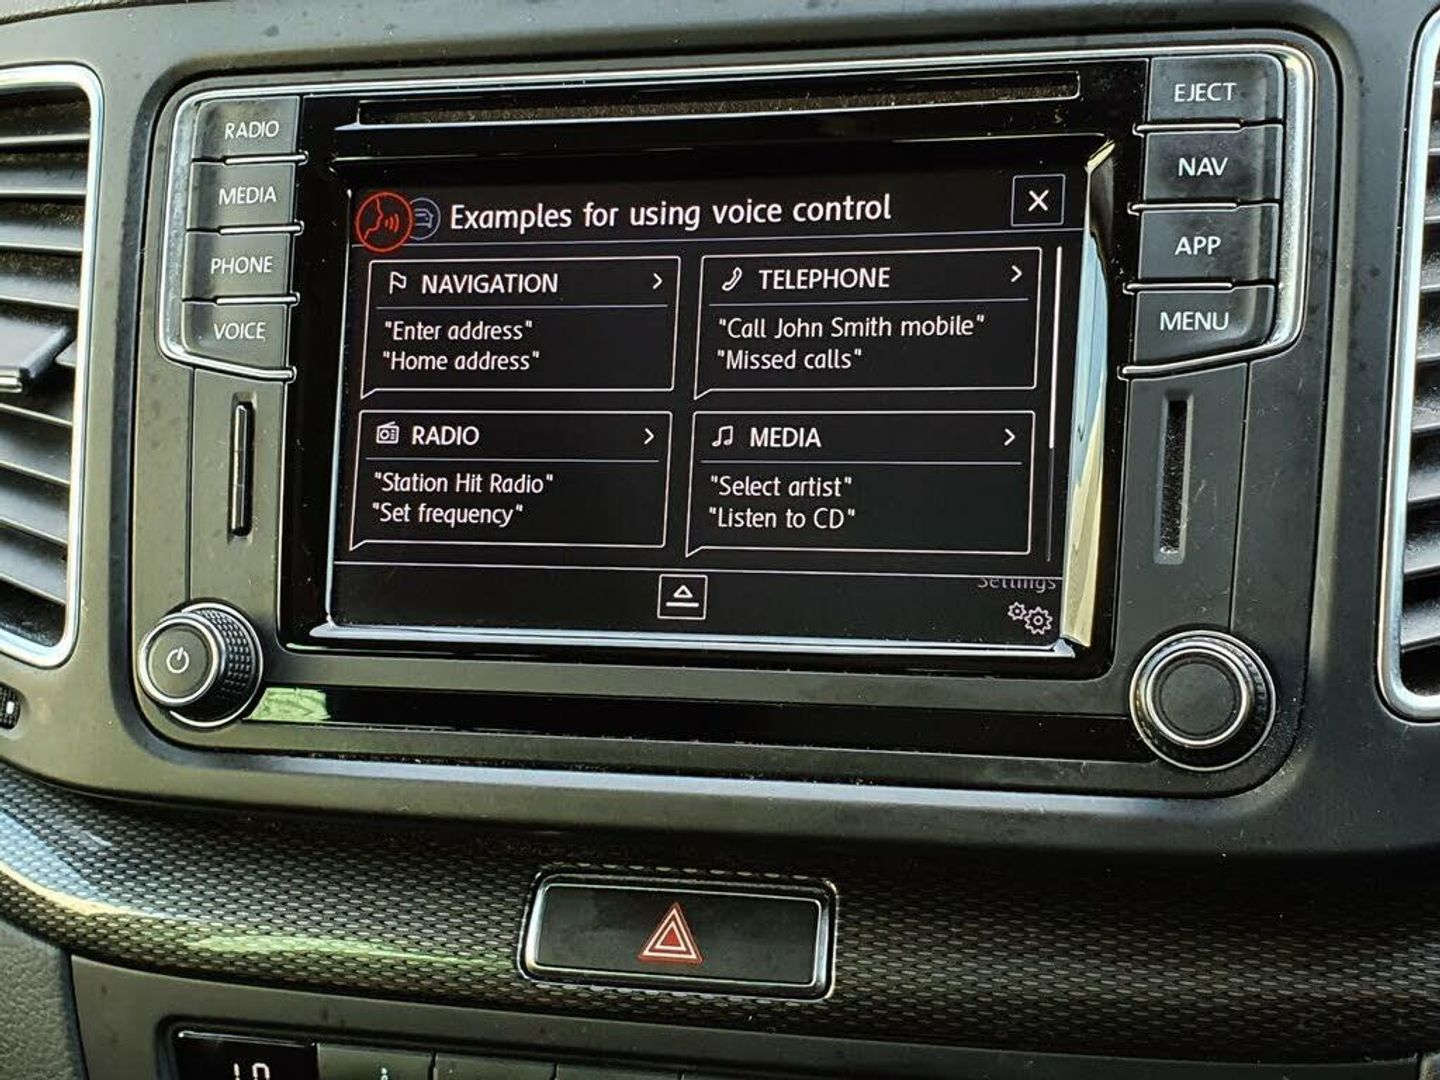 RADIO
MEDIA
PHONE
VOICE
EJECT
NAV
APP
MENU
Examples for using voice control
NAVIGATION
"Enter address"
"Home address"
TELEPHONE
"Call John Smith mobile"
"Missed calls"
RADIO
"Station Hit Radio"
"Set frequency"
MEDIA
"Select artist"
"Listen to CD"
Settings